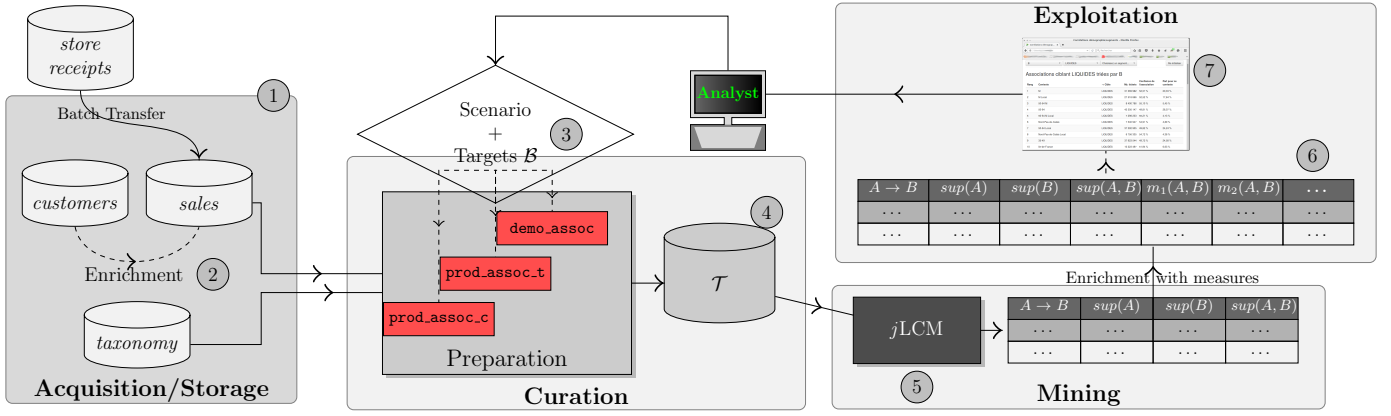 store
receipts
1
Batch Transfer
customers
sales
Enrichment
2
taxonomy
Acquisition/Storage
Scenario
+
Targets B
3
demo_assoc
prod_assoc_t
prod_assoc_c
Preparation
Curation
4
T
Analyst
5
jLCM
A → B sup(A) sup(B) sup(A, B)
... ... ... ...
... ... ... ...
Mining
Enrichment with measures
6
A → B sup(A) sup(B) sup(A, B) m1(A, B) m2(A, B) ...
... ... ... ... ... ... ...
... ... ... ... ... ... ...
7
Associations ciblant LIQUIDES triées par B
Exploitation